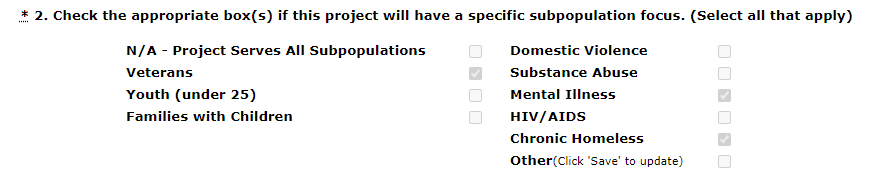 * 2. Check the appropriate box(s) if this project will have a specific subpopulation focus. (Select all that apply)
N/A - Project Serves All Subpopulations
Veterans
Youth (under 25)
Families with Children
Domestic Violence
Substance Abuse
Mental Illness
HIV/AIDS
Chronic Homeless
Other(Click 'Save' to update)